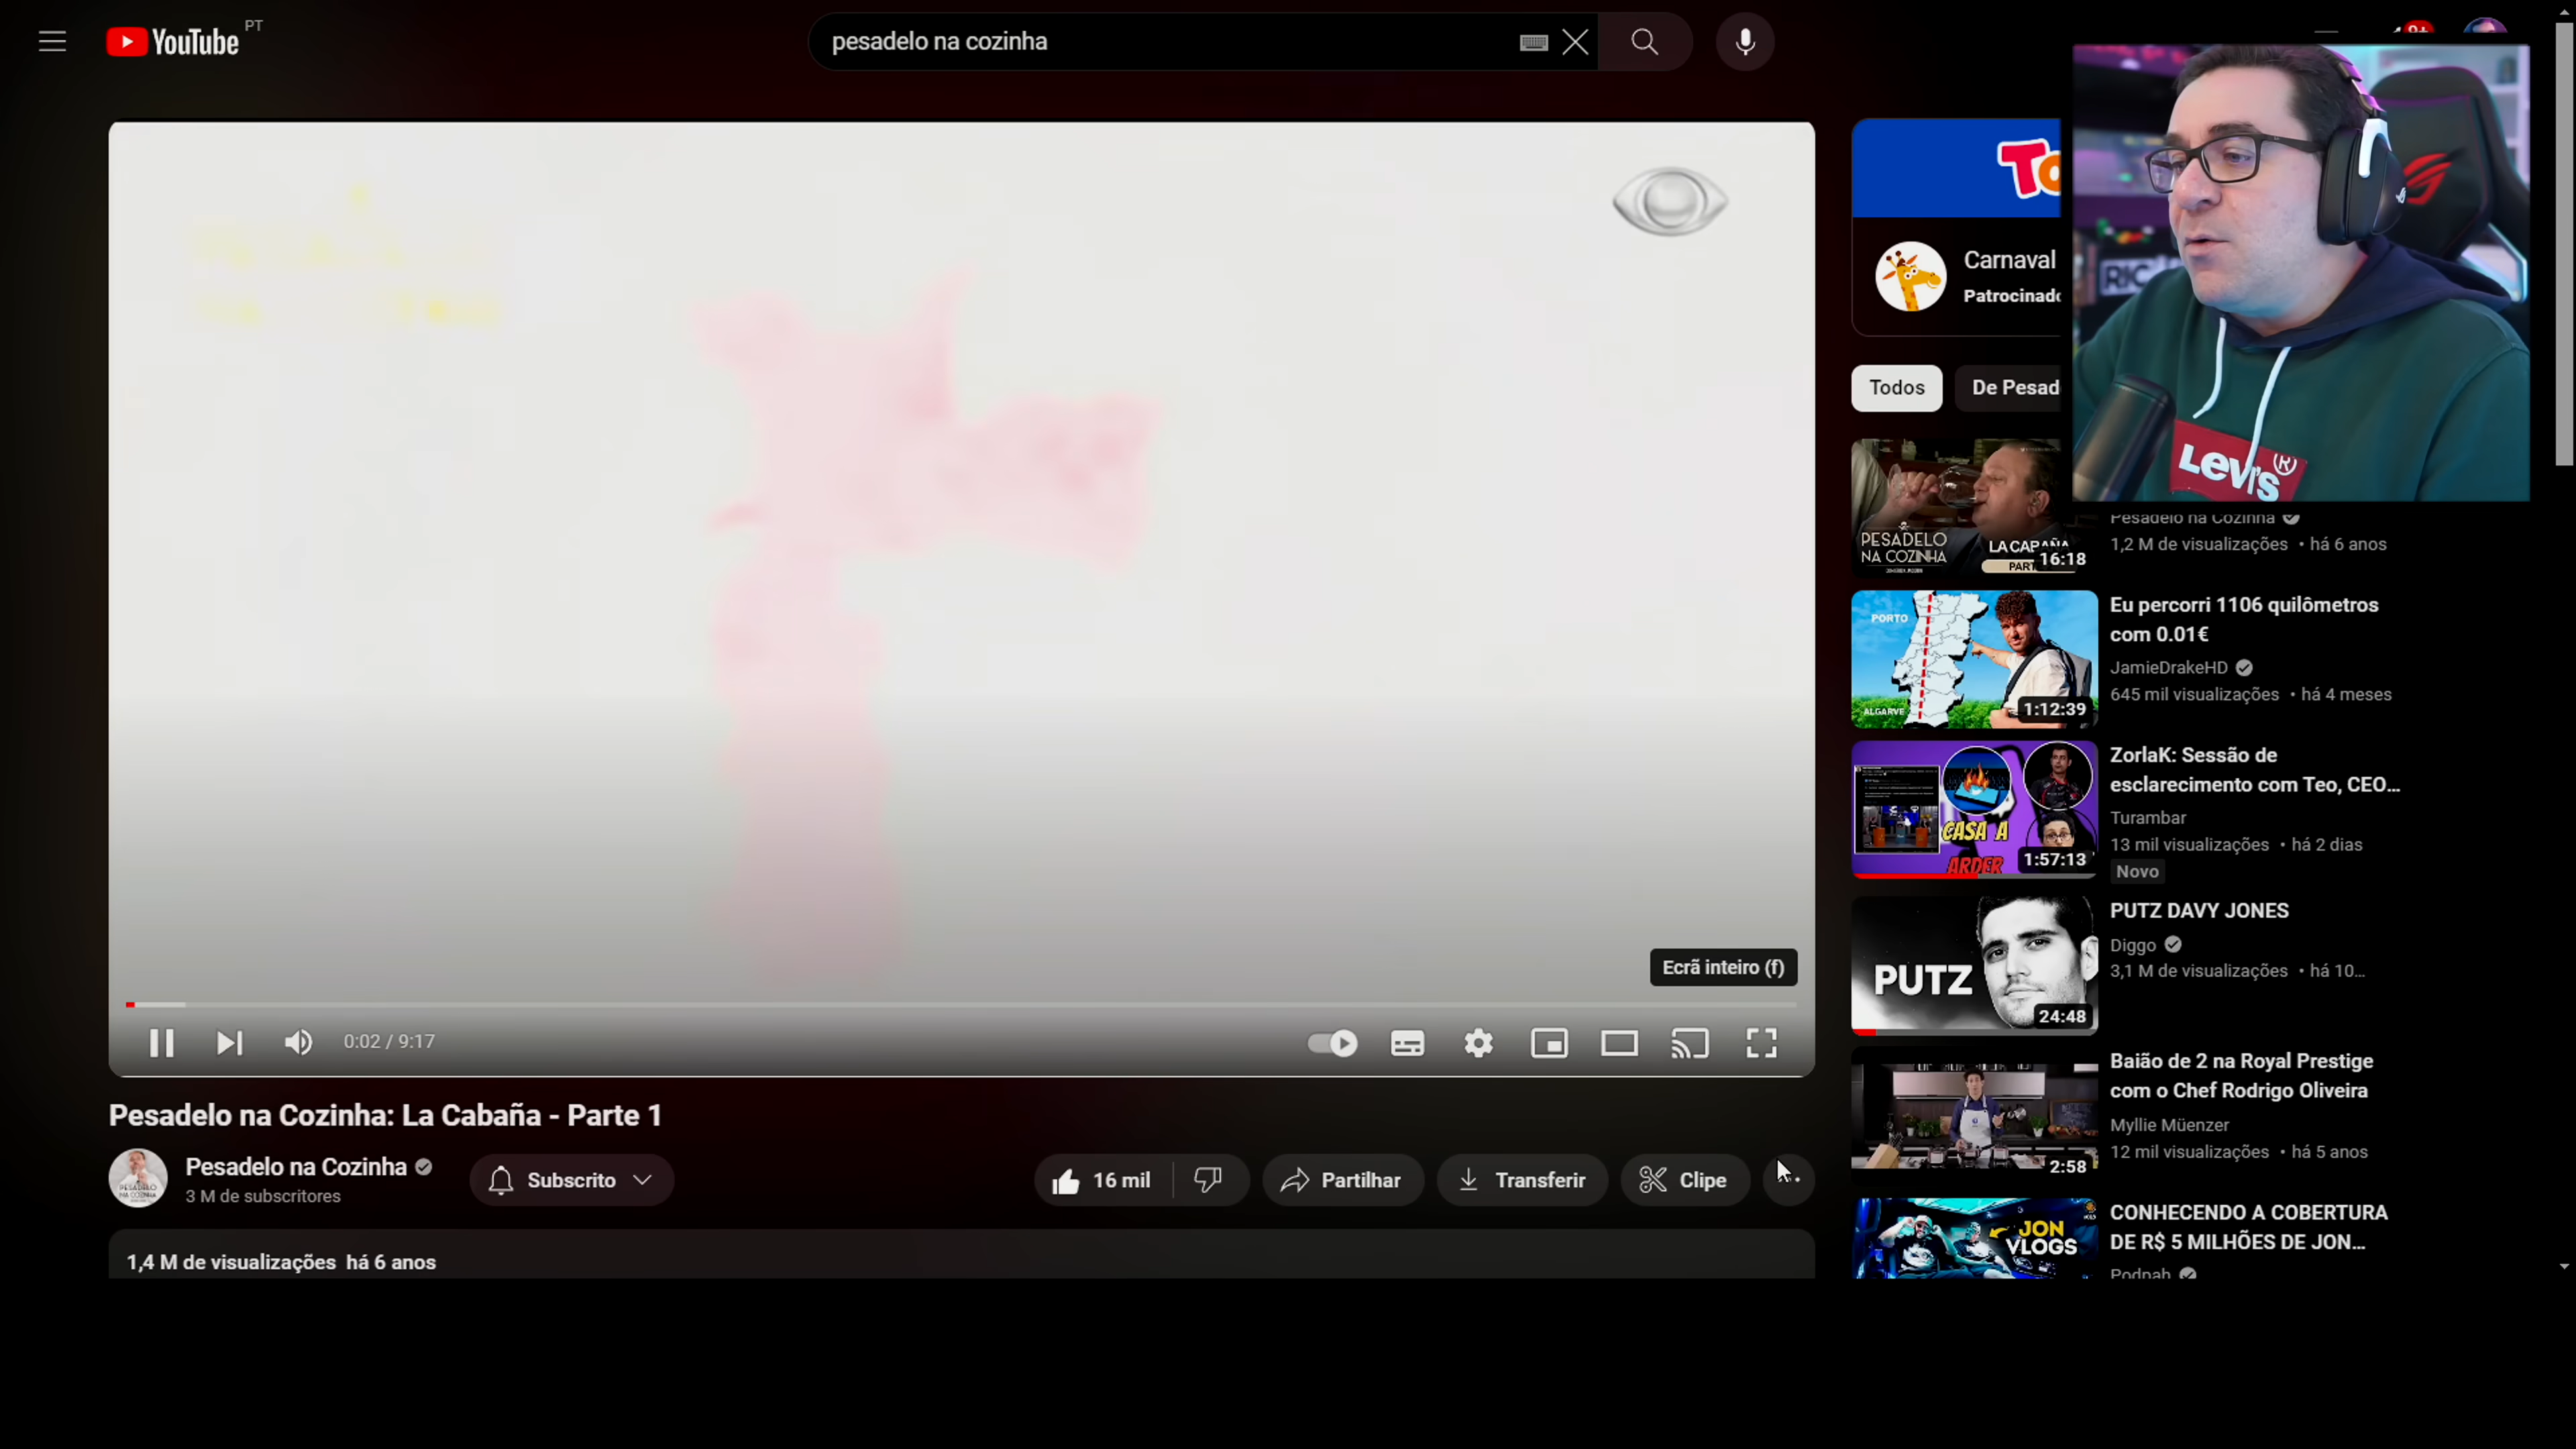 YouTube PT
pesadelo na cozinha
Ecrã inteiro (f)
0:02 / 9:17
Pesadelo na Cozinha: La Cabaña - Parte 1
Pesadelo na Cozinha
3 M de subscritores
Subscrito
16 mil
Partilhar
Transferir
Clipe
1,4 M de visualizações há 6 anos
To
Carnaval
Patrocinado
Todos
De Pesad
RIC
Levi's®
PESADELO
NA COZINHA
LA CABAÑA
PART
16:18
Pesadelo na Cozinha
1,2 M de visualizações • há 6 anos
PORTO
ALGARVE
1:12:39
Eu percorri 1106 quilômetros
com 0.01€
JamieDrakeHD
645 mil visualizações • há 4 meses
CASA A
ARDER
1:57:13
ZorlaK: Sessão de
esclarecimento com Teo, CEO...
Turambar
13 mil visualizações • há 2 dias
Novo
PUTZ
24:48
PUTZ DAVY JONES
Diggo
3,1 M de visualizações • há 10...
2:58
Baião de 2 na Royal Prestige
com o Chef Rodrigo Oliveira
Myllie Müenzer
12 mil visualizações • há 5 anos
JON
VLOGS
CONHECENDO A COBERTURA
DE R$ 5 MILHÕES DE JON...
Podpah